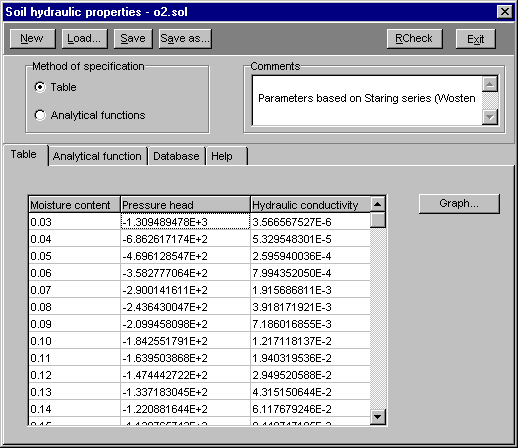 Soil hydraulic properties - o2.sol
New Load... Save Save as... RCheck Exit
Method of specification Comments
Table
Parameters based on Staring series (Wosten
Analytical functions
Table Analytical function Database Help
Graph...
Moisture content Pressure head Hydraulic conductivity
0.03 -1.309489478E+3 3.566567527E-6
0.04 -6.862617174E+2 5.329548301E-5
0.05 -4.696128547E+2 2.595940036E-4
0.06 -3.582777064E+2 7.994352050E-4
0.07 -2.900141611E+2 1.915686811E-3
0.08 -2.436430047E+2 3.918171921E-3
0.09 -2.099458098E+2 7.186016855E-3
0.10 -1.842551791E+2 1.217118137E-2
0.11 -1.639503868E+2 1.940319536E-2
0.12 -1.474442722E+2 2.949520588E-2
0.13 -1.337183045E+2 4.315150644E-2
0.14 -1.220881644E+2 6.117679246E-2